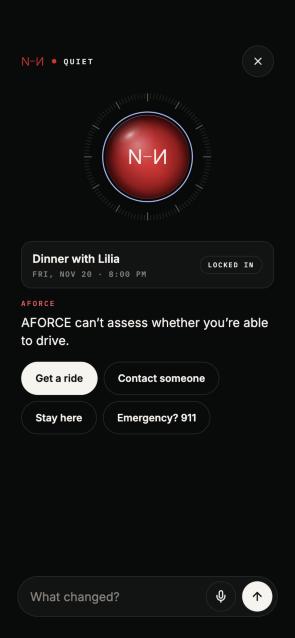 N–И • QUIET
N–И
Dinner with Lilia
FRI, NOV 20 · 8:00 PM
LOCKED IN
AFORCE
AFORCE can’t assess whether you’re able
to drive.
Get a ride
Contact someone
Stay here
Emergency? 911
What changed?